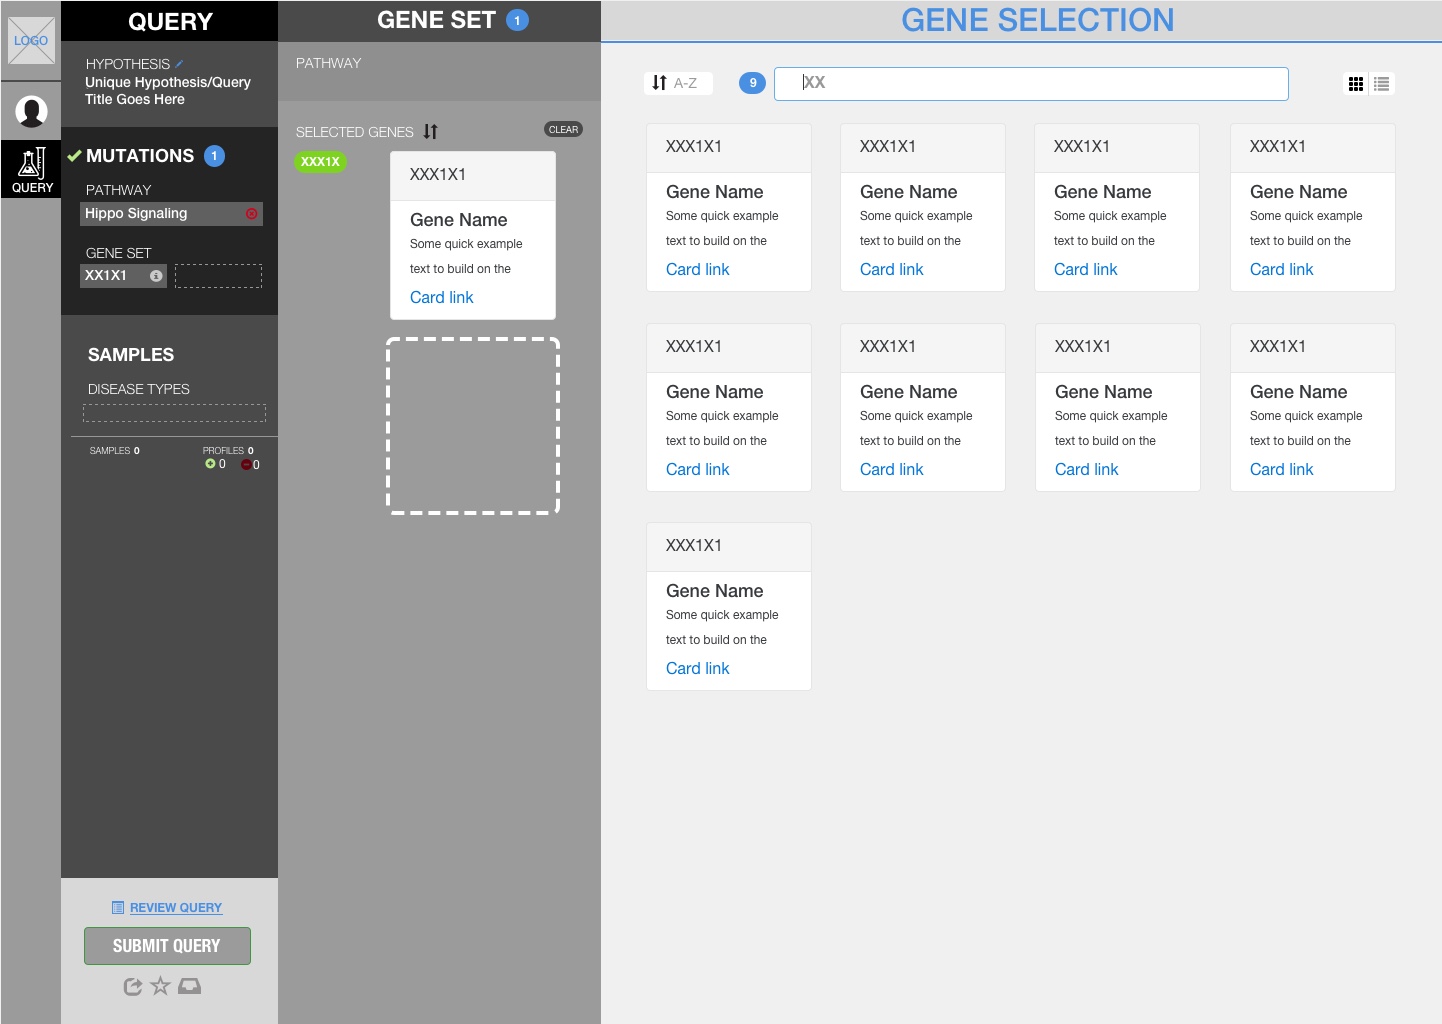 LOGO
QUERY
QUERY
HYPOTHESIS
Unique Hypothesis/Query
Title Goes Here
MUTATIONS 1
PATHWAY
Hippo Signaling
GENE SET
XX1X1
SAMPLES
DISEASE TYPES
SAMPLES 0 PROFILES 0
0 0
REVIEW QUERY
SUBMIT QUERY
GENE SET 1
PATHWAY
SELECTED GENES CLEAR
XXX1X
XXX1X1
Gene Name
Some quick example
text to build on the
Card link
GENE SELECTION
A-Z 9 XX
XXX1X1 XXX1X1 XXX1X1 XXX1X1
Gene Name Gene Name Gene Name Gene Name
Some quick example Some quick example Some quick example Some quick example
text to build on the text to build on the text to build on the text to build on the
Card link Card link Card link Card link
XXX1X1 XXX1X1 XXX1X1 XXX1X1
Gene Name Gene Name Gene Name Gene Name
Some quick example Some quick example Some quick example Some quick example
text to build on the text to build on the text to build on the text to build on the
Card link Card link Card link Card link
XXX1X1
Gene Name
Some quick example
text to build on the
Card link